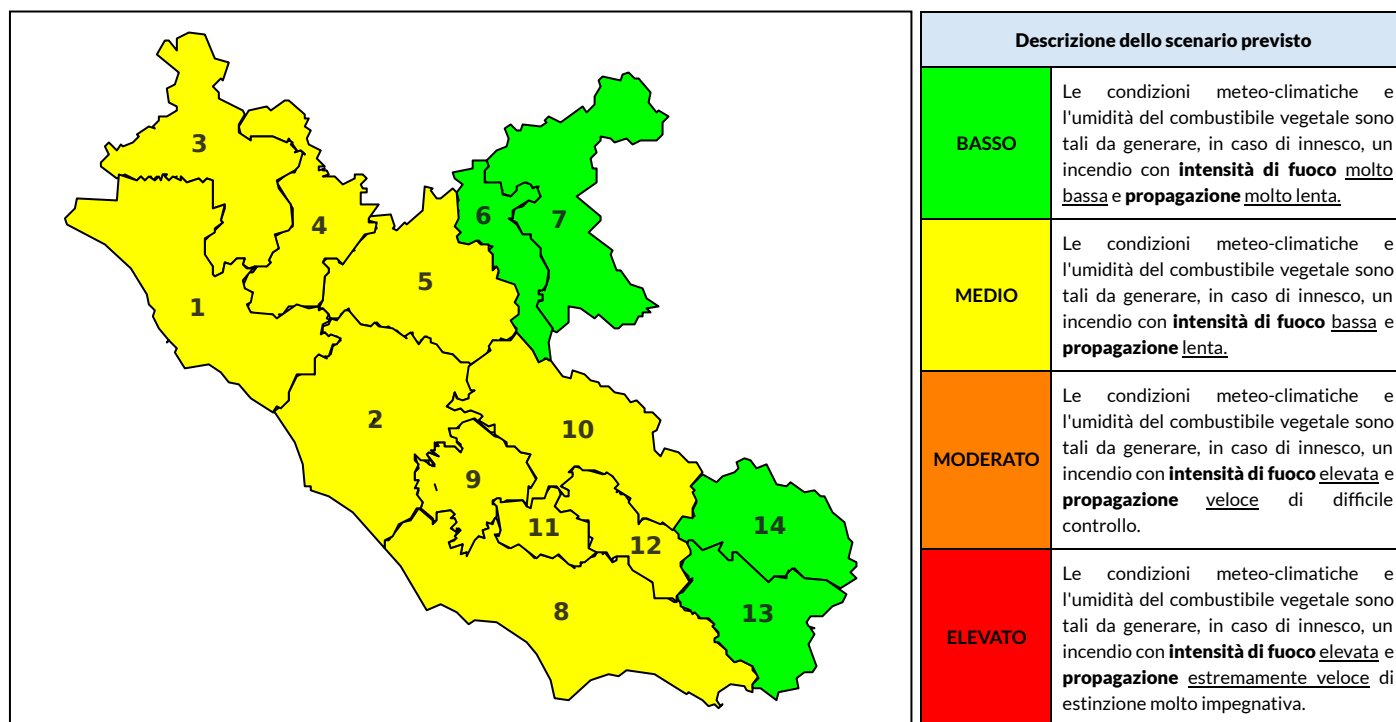 3
6
7
4
5
1
2
10
9
14
11
12
8
13
Descrizione dello scenario previsto
BASSO
Le condizioni meteo-climatiche e
l'umidità del combustibile vegetale sono
tali da generare, in caso di innesco, un
incendio con intensità di fuoco molto
bassa e propagazione molto lenta.
MEDIO
Le condizioni meteo-climatiche e
l'umidità del combustibile vegetale sono
tali da generare, in caso di innesco, un
incendio con intensità di fuoco bassa e
propagazione lenta.
MODERATO
Le condizioni meteo-climatiche e
l'umidità del combustibile vegetale sono
tali da generare, in caso di innesco, un
incendio con intensità di fuoco elevata e
propagazione veloce di difficile
controllo.
ELEVATO
Le condizioni meteo-climatiche e
l'umidità del combustibile vegetale sono
tali da generare, in caso di innesco, un
incendio con intensità di fuoco elevata e
propagazione estremamente veloce di
estinzione molto impegnativa.